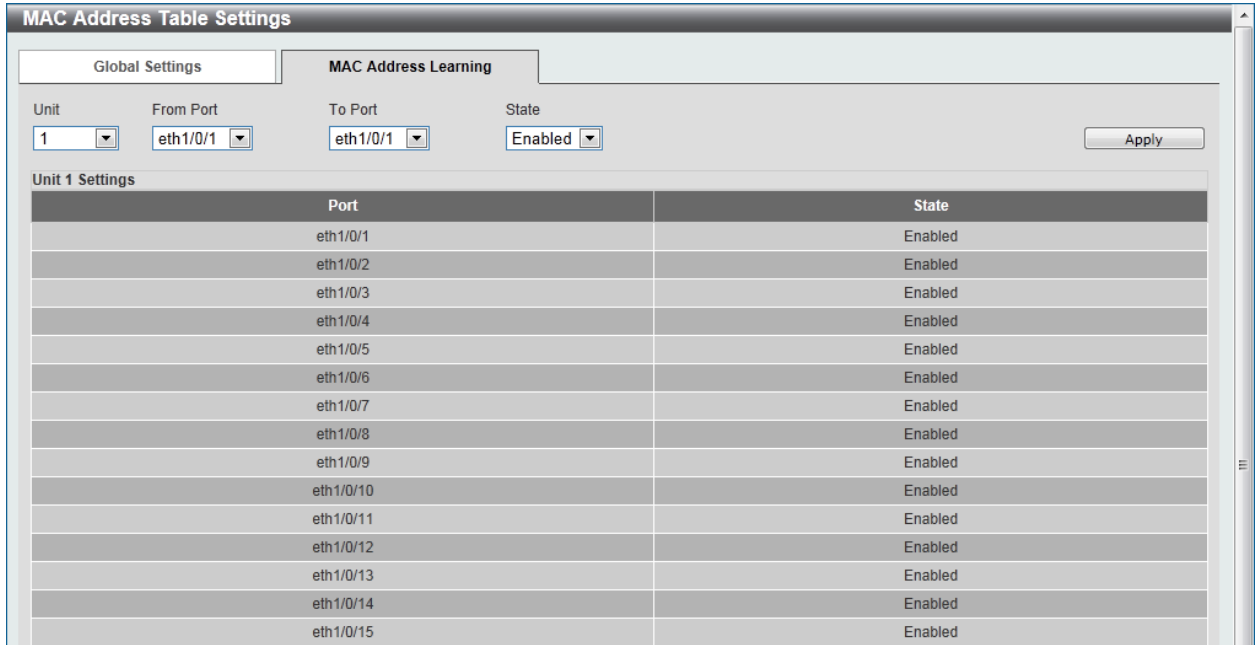 MAC Address Table Settings
Global Settings MAC Address Learning
Unit From Port To Port State
1 eth1/0/1 eth1/0/1 Enabled Apply
Unit 1 Settings
Port State
eth1/0/1 Enabled
eth1/0/2 Enabled
eth1/0/3 Enabled
eth1/0/4 Enabled
eth1/0/5 Enabled
eth1/0/6 Enabled
eth1/0/7 Enabled
eth1/0/8 Enabled
eth1/0/9 Enabled
eth1/0/10 Enabled
eth1/0/11 Enabled
eth1/0/12 Enabled
eth1/0/13 Enabled
eth1/0/14 Enabled
eth1/0/15 Enabled